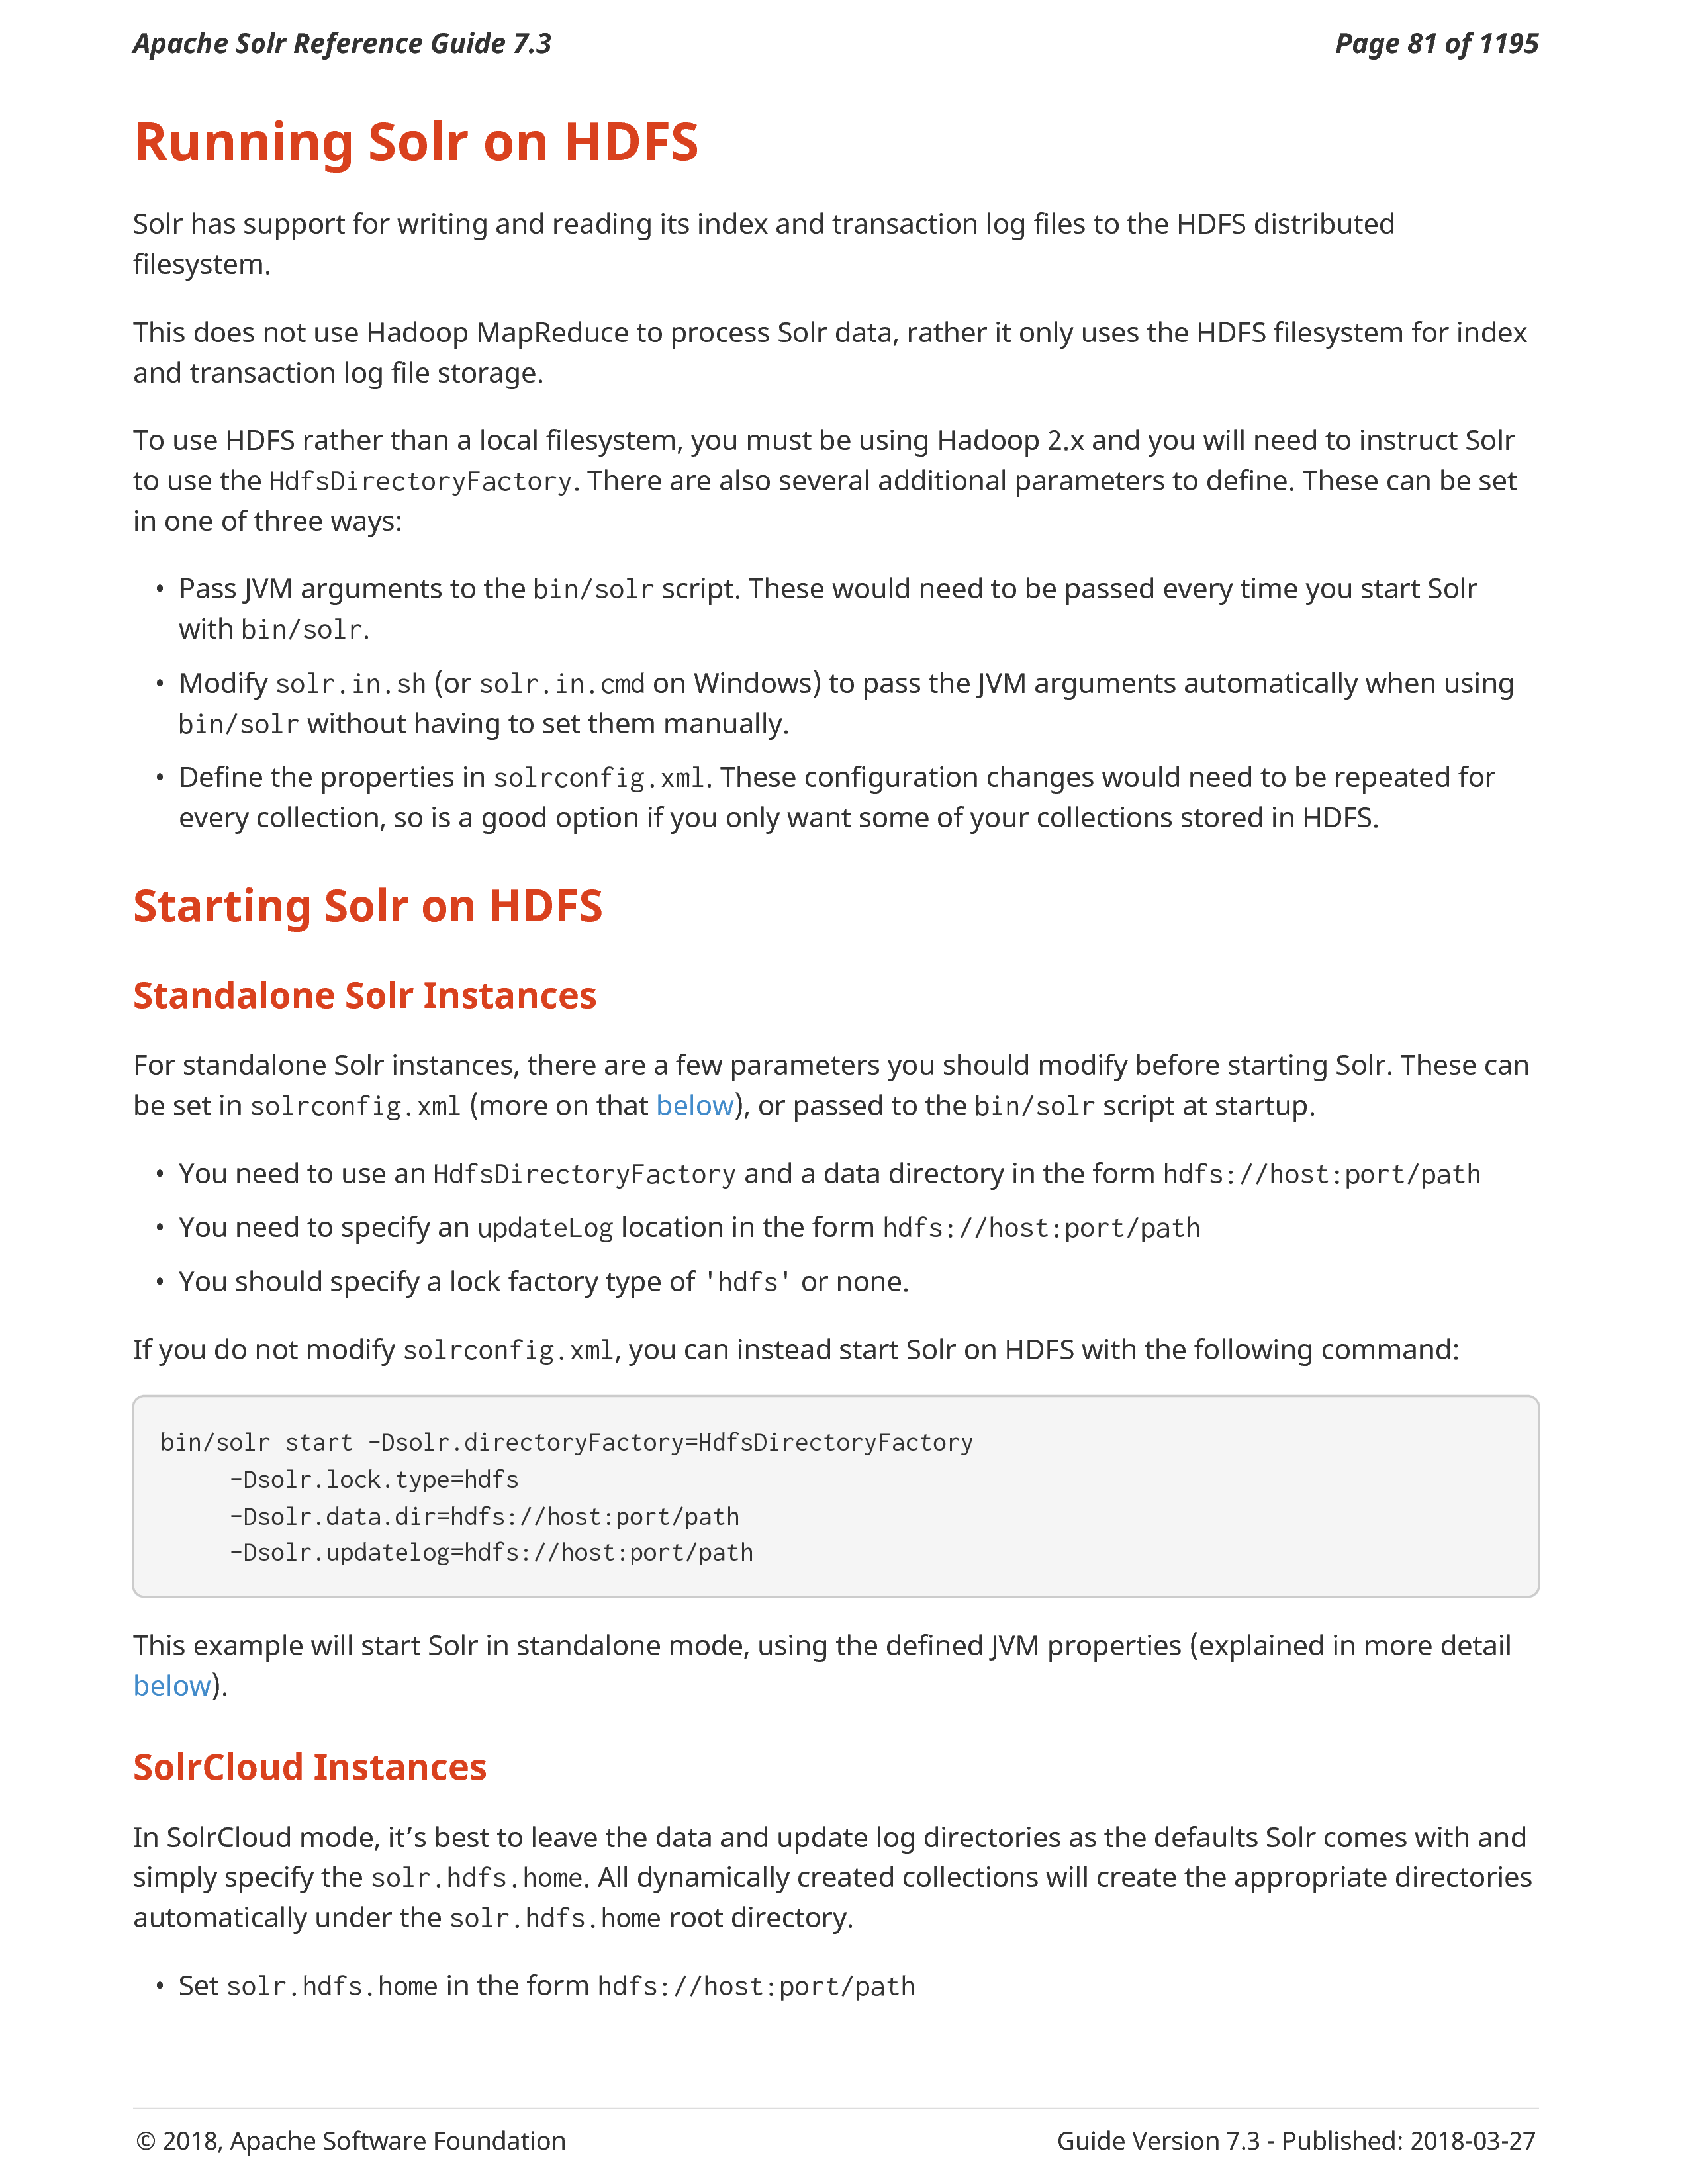 Apache Solr Reference Guide 7.3 Page 81 of 1195
Running Solr on HDFS
Solr has support for writing and reading its index and transaction log files to the HDFS distributed
filesystem.
This does not use Hadoop MapReduce to process Solr data, rather it only uses the HDFS filesystem for index
and transaction log file storage.
To use HDFS rather than a local filesystem, you must be using Hadoop 2.x and you will need to instruct Solr
to use the HdfsDirectoryFactory. There are also several additional parameters to define. These can be set
in one of three ways:
• Pass JVM arguments to the bin/solr script. These would need to be passed every time you start Solr
with bin/solr.
• Modify solr.in.sh (or solr.in.cmd on Windows) to pass the JVM arguments automatically when using
bin/solr without having to set them manually.
• Define the properties in solrconfig.xml. These configuration changes would need to be repeated for
every collection, so is a good option if you only want some of your collections stored in HDFS.
Starting Solr on HDFS
Standalone Solr Instances
For standalone Solr instances, there are a few parameters you should modify before starting Solr. These can
be set in solrconfig.xml (more on that below), or passed to the bin/solr script at startup.
• You need to use an HdfsDirectoryFactory and a data directory in the form hdfs://host:port/path
• You need to specify an updateLog location in the form hdfs://host:port/path
• You should specify a lock factory type of 'hdfs' or none.
If you do not modify solrconfig.xml, you can instead start Solr on HDFS with the following command:
bin/solr start -Dsolr.directoryFactory=HdfsDirectoryFactory
-Dsolr.lock.type=hdfs
-Dsolr.data.dir=hdfs://host:port/path
-Dsolr.updatelog=hdfs://host:port/path
This example will start Solr in standalone mode, using the defined JVM properties (explained in more detail
below).
SolrCloud Instances
In SolrCloud mode, it’s best to leave the data and update log directories as the defaults Solr comes with and
simply specify the solr.hdfs.home. All dynamically created collections will create the appropriate directories
automatically under the solr.hdfs.home root directory.
• Set solr.hdfs.home in the form hdfs://host:port/path
© 2018, Apache Software Foundation Guide Version 7.3 - Published: 2018-03-27